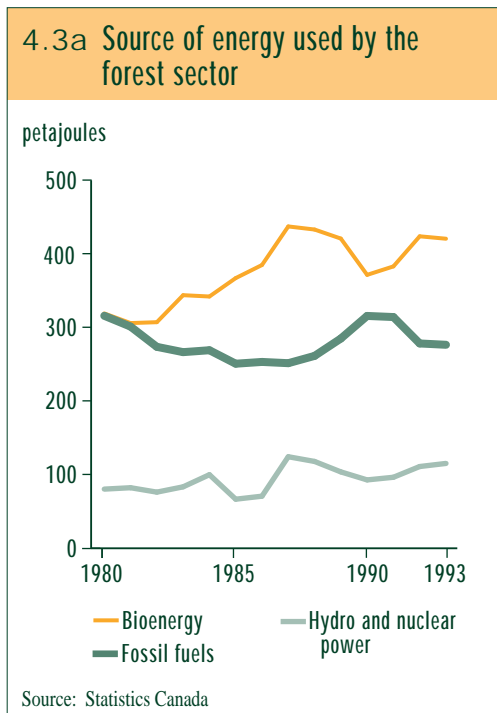 4.3a Source of energy used by the
forest sector
petajoules
500
400
300
200
100
0
1980
1985
1990
1993
Bioenergy
Fossil fuels
Hydro and nuclear
power
Source: Statistics Canada